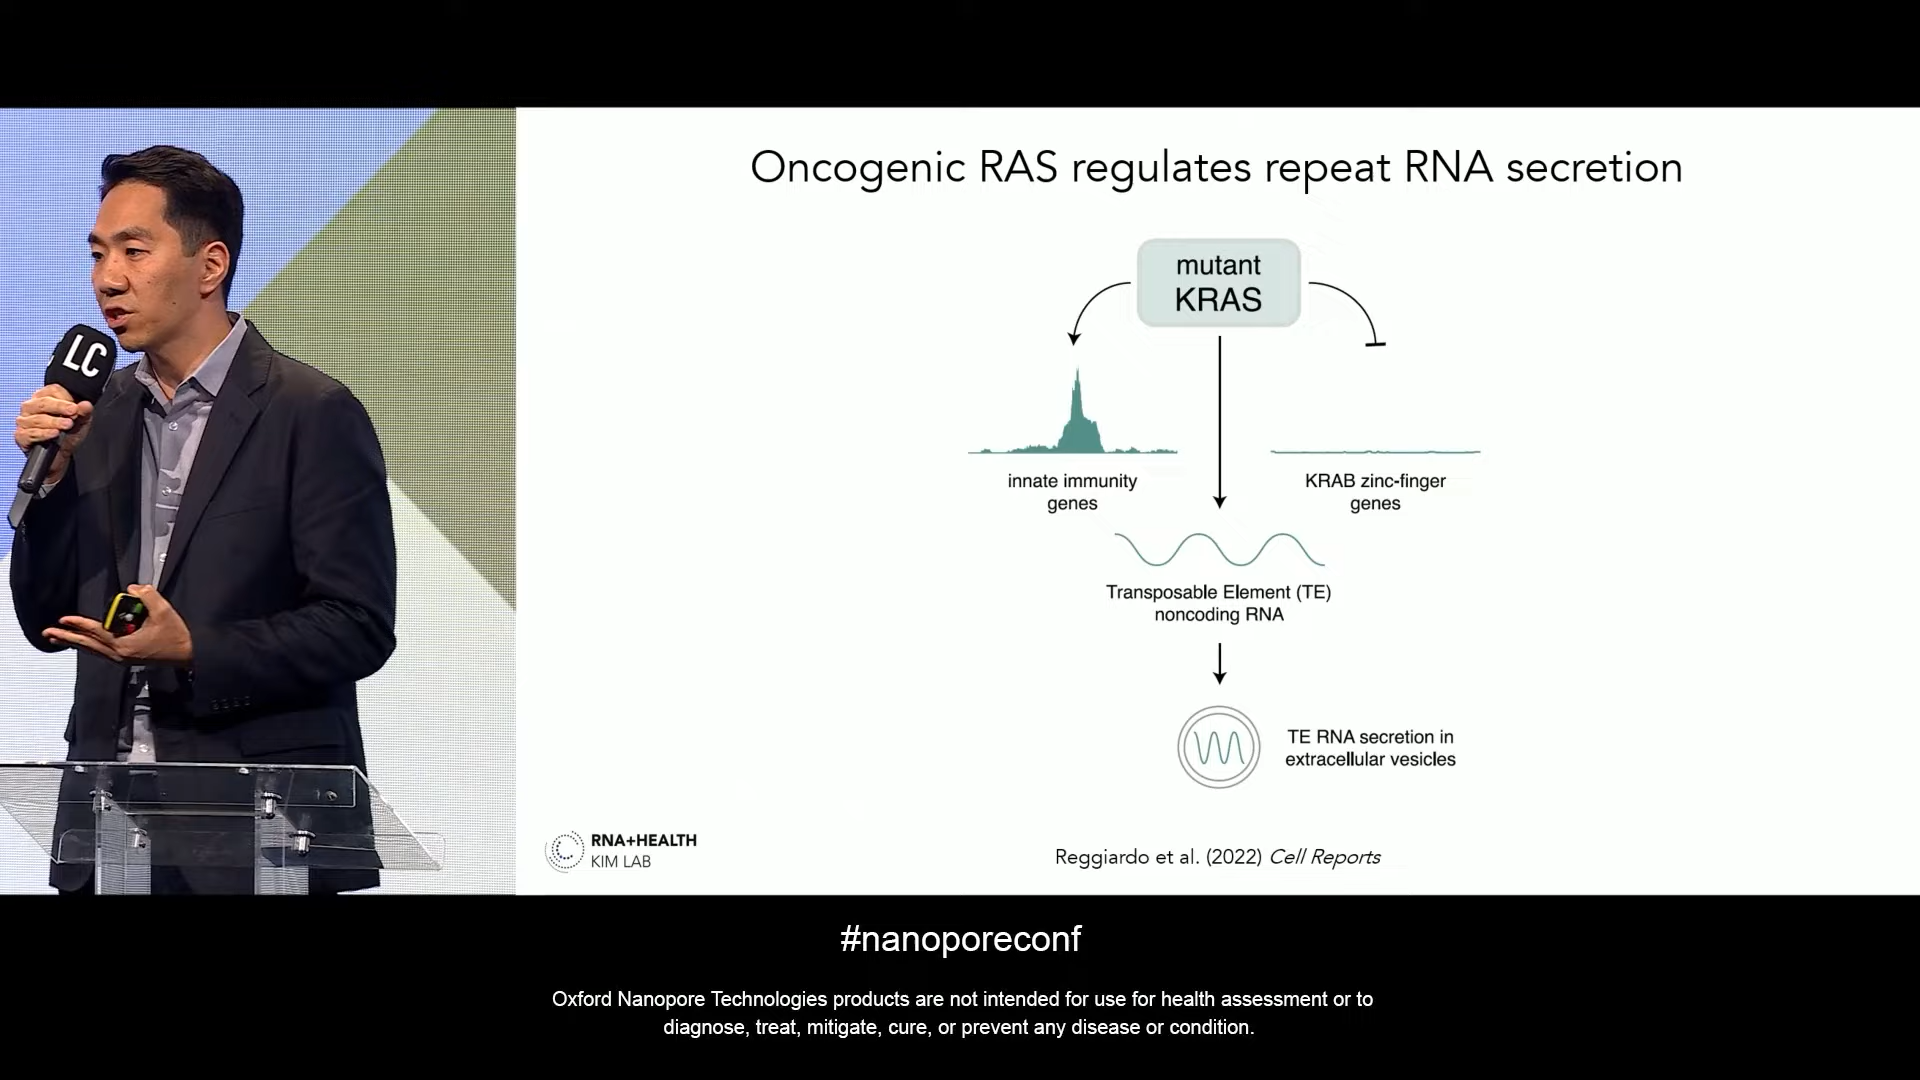 Oncogenic RAS regulates repeat RNA secretion
mutant
KRAS
innate immunity
genes
KRAB zinc-finger
genes
Transposable Element (TE)
noncoding RNA
TE RNA secretion in
extracellular vesicles
LC
RNA+HEALTH
KIM LAB
Reggiardo et al. (2022) Cell Reports
#nanoporeconf
Oxford Nanopore Technologies products are not intended for use for health assessment or to
diagnose, treat, mitigate, cure, or prevent any disease or condition.